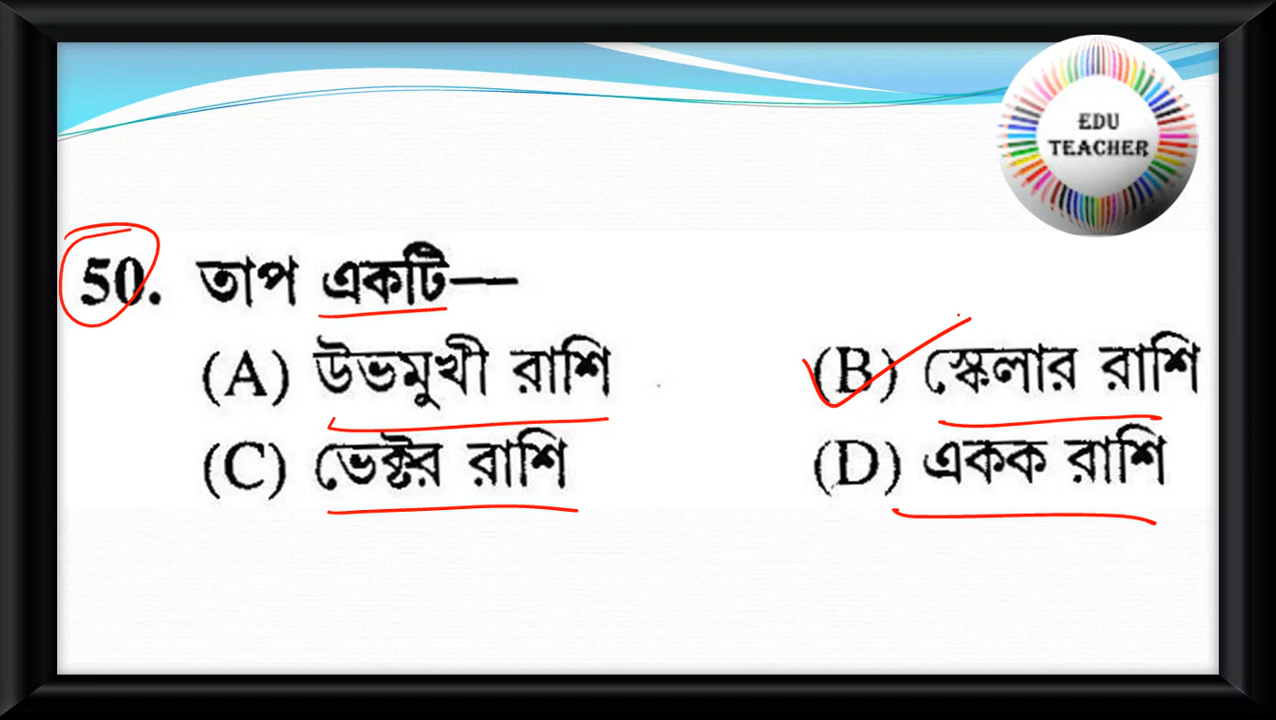 EDU
TEACHER
50. তাপ একটি—
(A) উভমুখী রাশি (B) স্কেলার রাশি
(C) ভেক্টর রাশি (D) একক রাশি